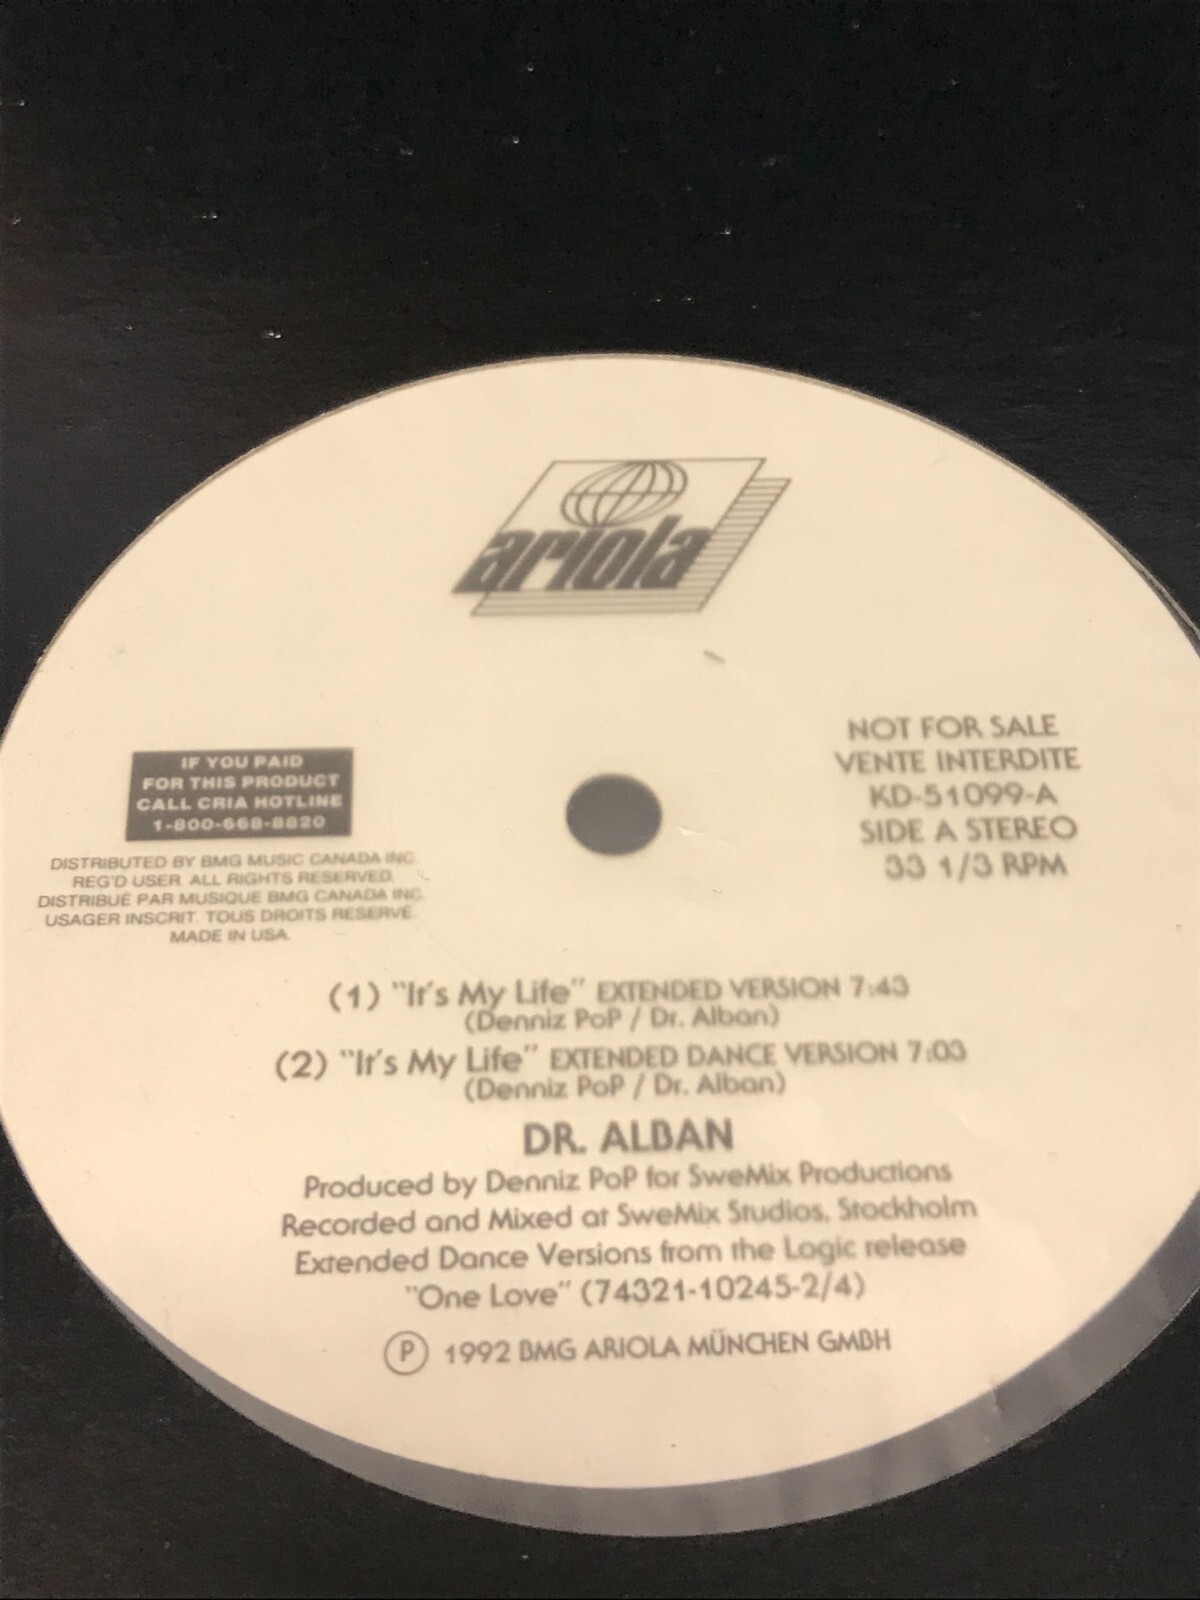 ariola
IF YOU PAID
FOR THIS PRODUCT
CALL CRIA HOTLINE
1-800-668-8820
DISTRIBUTED BY BMG MUSIC CANADA INC.
REG'D USER. ALL RIGHTS RESERVED.
DISTRIBUÉ PAR MUSIQUE BMG CANADA INC.
USAGER INSCRIT. TOUS DROITS RESERVÉ.
MADE IN USA.
NOT FOR SALE
VENTE INTERDITE
KD-51099-A
SIDE A STEREO
33 1/3 RPM
(1) "It's My Life" EXTENDED VERSION 7:43
(Denniz PoP / Dr. Alban)
(2) "It's My Life" EXTENDED DANCE VERSION 7:03
(Denniz PoP / Dr. Alban)
DR. ALBAN
Produced by Denniz PoP for SweMix Productions
Recorded and Mixed at SweMix Studios, Stockholm
Extended Dance Versions from the Logic release
"One Love" (74321-10245-2/4)
Ⓟ 1992 BMG ARIOLA MÜNCHEN GMBH